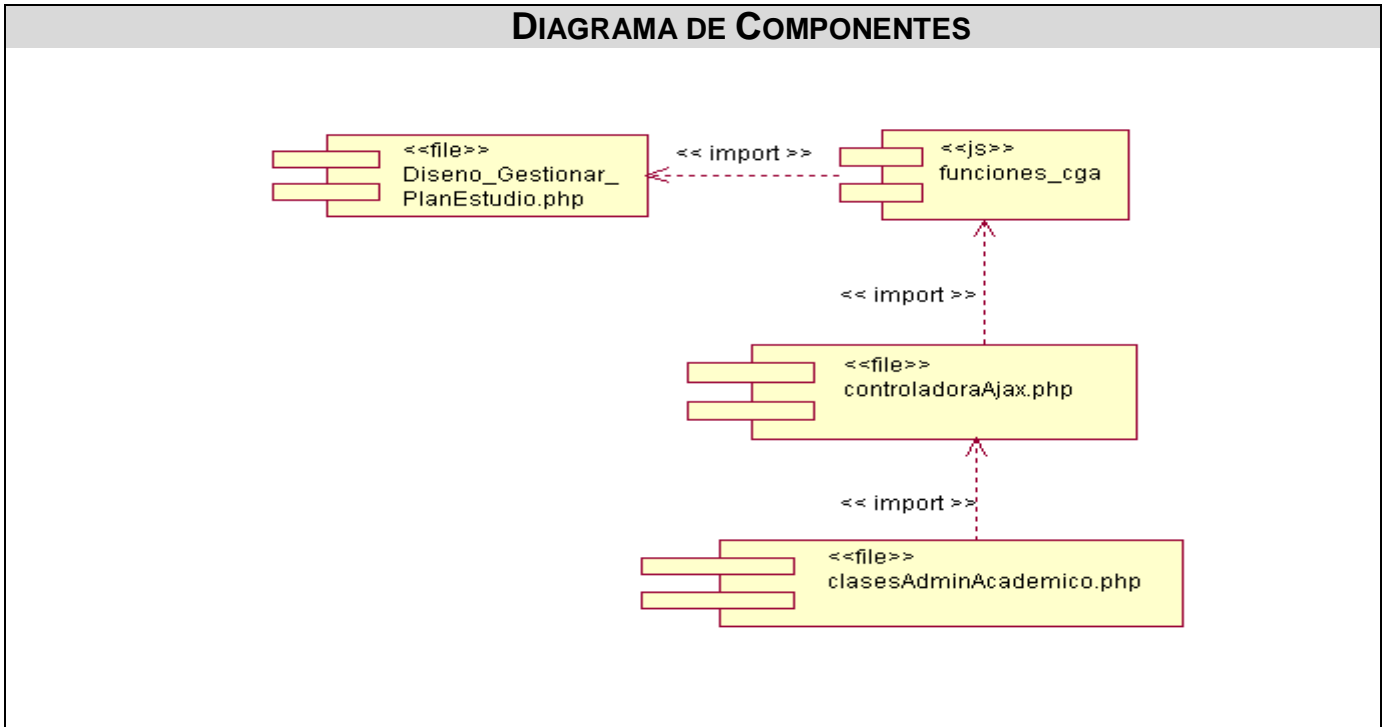 DIAGRAMA DE COMPONENTES
<<file>>
Diseno_Gestionar_
PlanEstudio.php
<< import >>
<<js>>
funciones_cga
<< import >>
<<file>>
controladoraAjax.php
<< import >>
<<file>>
clasesAdminAcademico.php